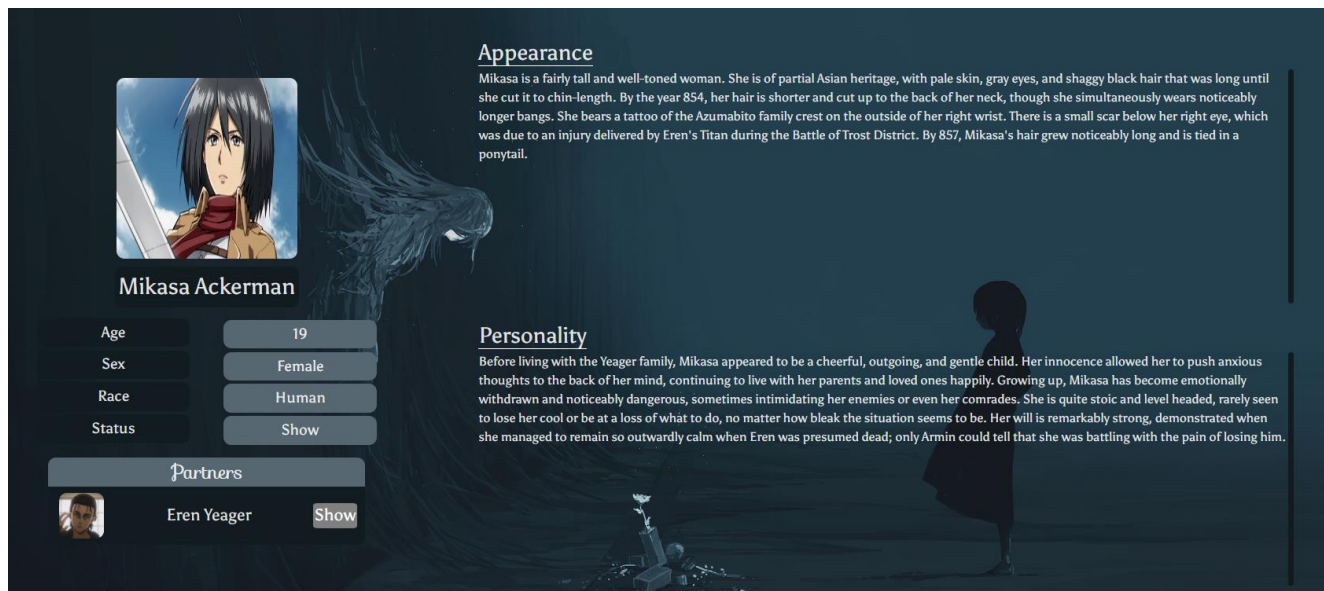 Mikasa Ackerman
Age
19
Sex
Female
Race
Human
Status
Show
Partners
Eren Yeager
Show
Appearance
Mikasa is a fairly tall and well-toned woman. She is of partial Asian heritage, with pale skin, gray eyes, and shaggy black hair that was long until
she cut it to chin-length. By the year 854, her hair is shorter and cut up to the back of her neck, though she simultaneously wears noticeably
longer bangs. She bears a tattoo of the Azumabito family crest on the outside of her right wrist. There is a small scar below her right eye, which
was due to an injury delivered by Eren's Titan during the Battle of Trost District. By 857, Mikasa's hair grew noticeably long and is tied in a
ponytail.
Personality
Before living with the Yeager family, Mikasa appeared to be a cheerful, outgoing, and gentle child. Her innocence allowed her to push anxious
thoughts to the back of her mind, continuing to live with her parents and loved ones happily. Growing up, Mikasa has become emotionally
withdrawn and noticeably dangerous, sometimes intimidating her enemies or even her comrades. She is quite stoic and level headed, rarely seen
to lose her cool or be at a loss of what to do, no matter how bleak the situation seems to be. Her will is remarkably strong, demonstrated when
she managed to remain so outwardly calm when Eren was presumed dead; only Armin could tell that she was battling with the pain of losing him.